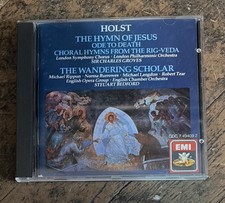 HOLST
THE HYMN OF JESUS
ODE TO DEATH
CHORAL HYMNS FROM THE RIG-VEDA
London Symphony Chorus · London Philharmonic Orchestra
SIR CHARLES GROVES
THE WANDERING SCHOLAR
Michael Rippon · Norma Burrowes · Michael Langdon · Robert Tear
English Opera Group · English Chamber Orchestra
STEUART BEDFORD
EMI